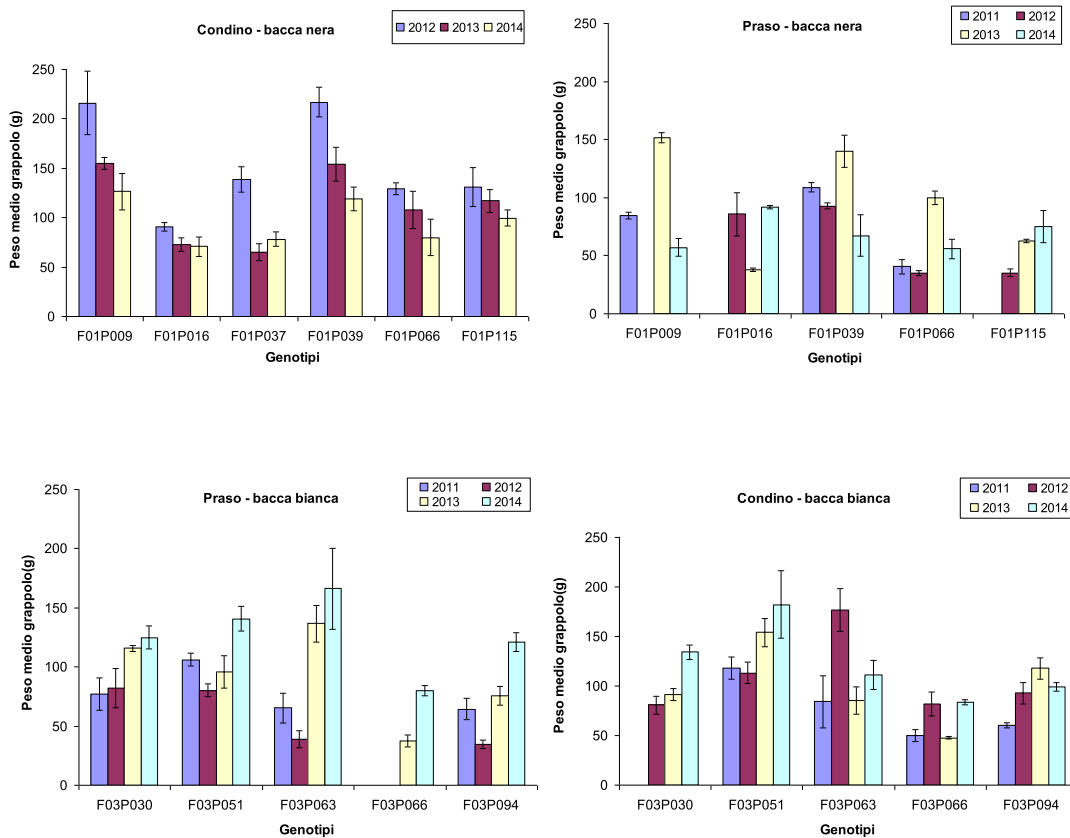 Condino - bacca nera
2012 2013 2014
Peso medio grappolo (g)
250
200
150
100
50
0
F01P009 F01P016 F01P037 F01P039 F01P066 F01P115
Genotipi
Praso - bacca nera
2011 2012
2013 2014
Peso medio grappolo (g)
250
200
150
100
50
0
F01P009 F01P016 F01P039 F01P066 F01P115
Genotipi
Praso - bacca bianca
2011 2012
2013 2014
Peso medio grappolo(g)
250
200
150
100
50
0
F03P030 F03P051 F03P063 F03P066 F03P094
Genotipi
Condino - bacca bianca
2011 2012
2013 2014
Peso medio grappolo(g)
250
200
150
100
50
0
F03P030 F03P051 F03P063 F03P066 F03P094
Genotipi